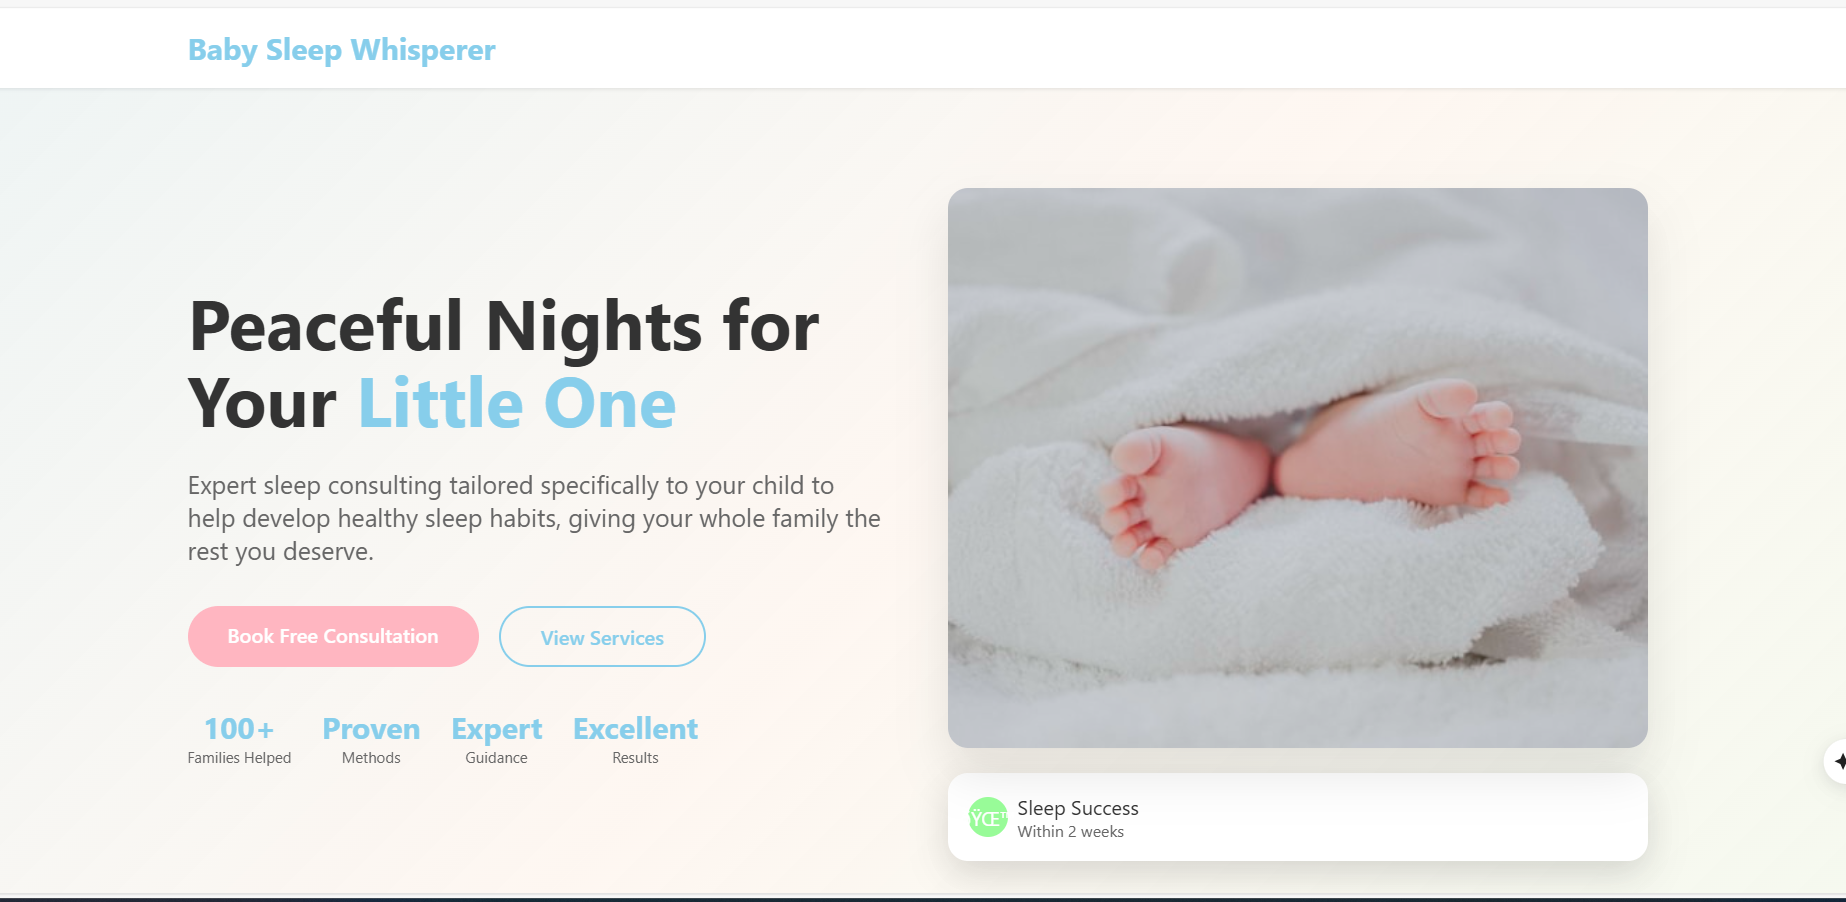 Baby Sleep Whisperer
Peaceful Nights for
Your Little One
Expert sleep consulting tailored specifically to your child to
help develop healthy sleep habits, giving your whole family the
rest you deserve.
Book Free Consultation
View Services
100+
Families Helped
Proven
Methods
Expert
Guidance
Excellent
Results
Sleep Success
Within 2 weeks